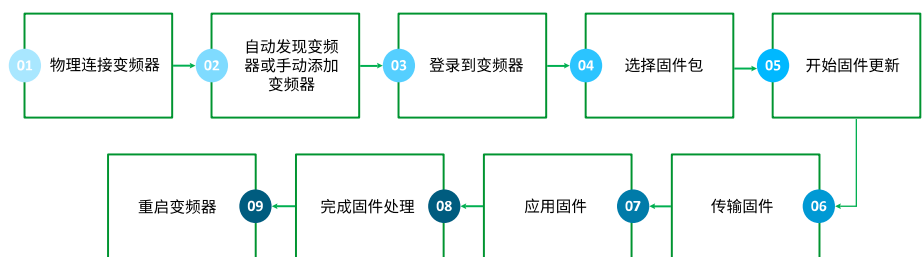 01
物理连接变频器
02
自动发现变频
器或手动添加
变频器
03
登录到变频器
04
选择固件包
05
开始固件更新
06
传输固件
07
应用固件
08
完成固件处理
09
重启变频器